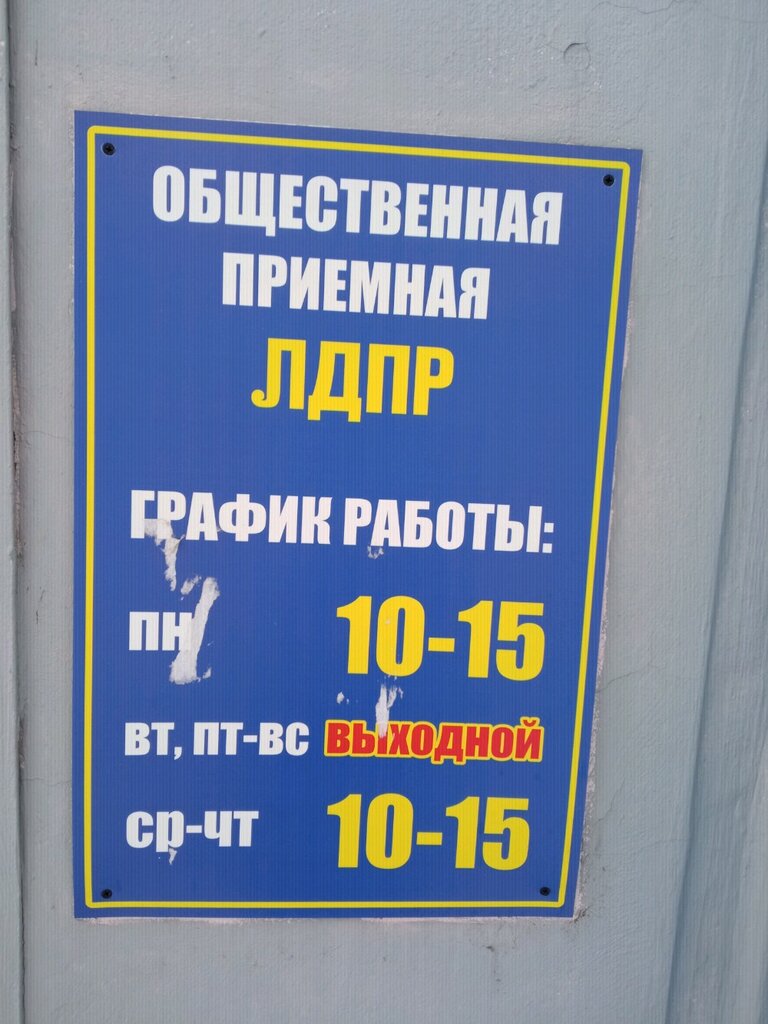 ОБЩЕСТВЕННАЯ
ПРИЕМНАЯ
ЛДПР
ГРАФИК РАБОТЫ:
пн 10-15
вт, пт-вс выходной
ср-чт 10-15